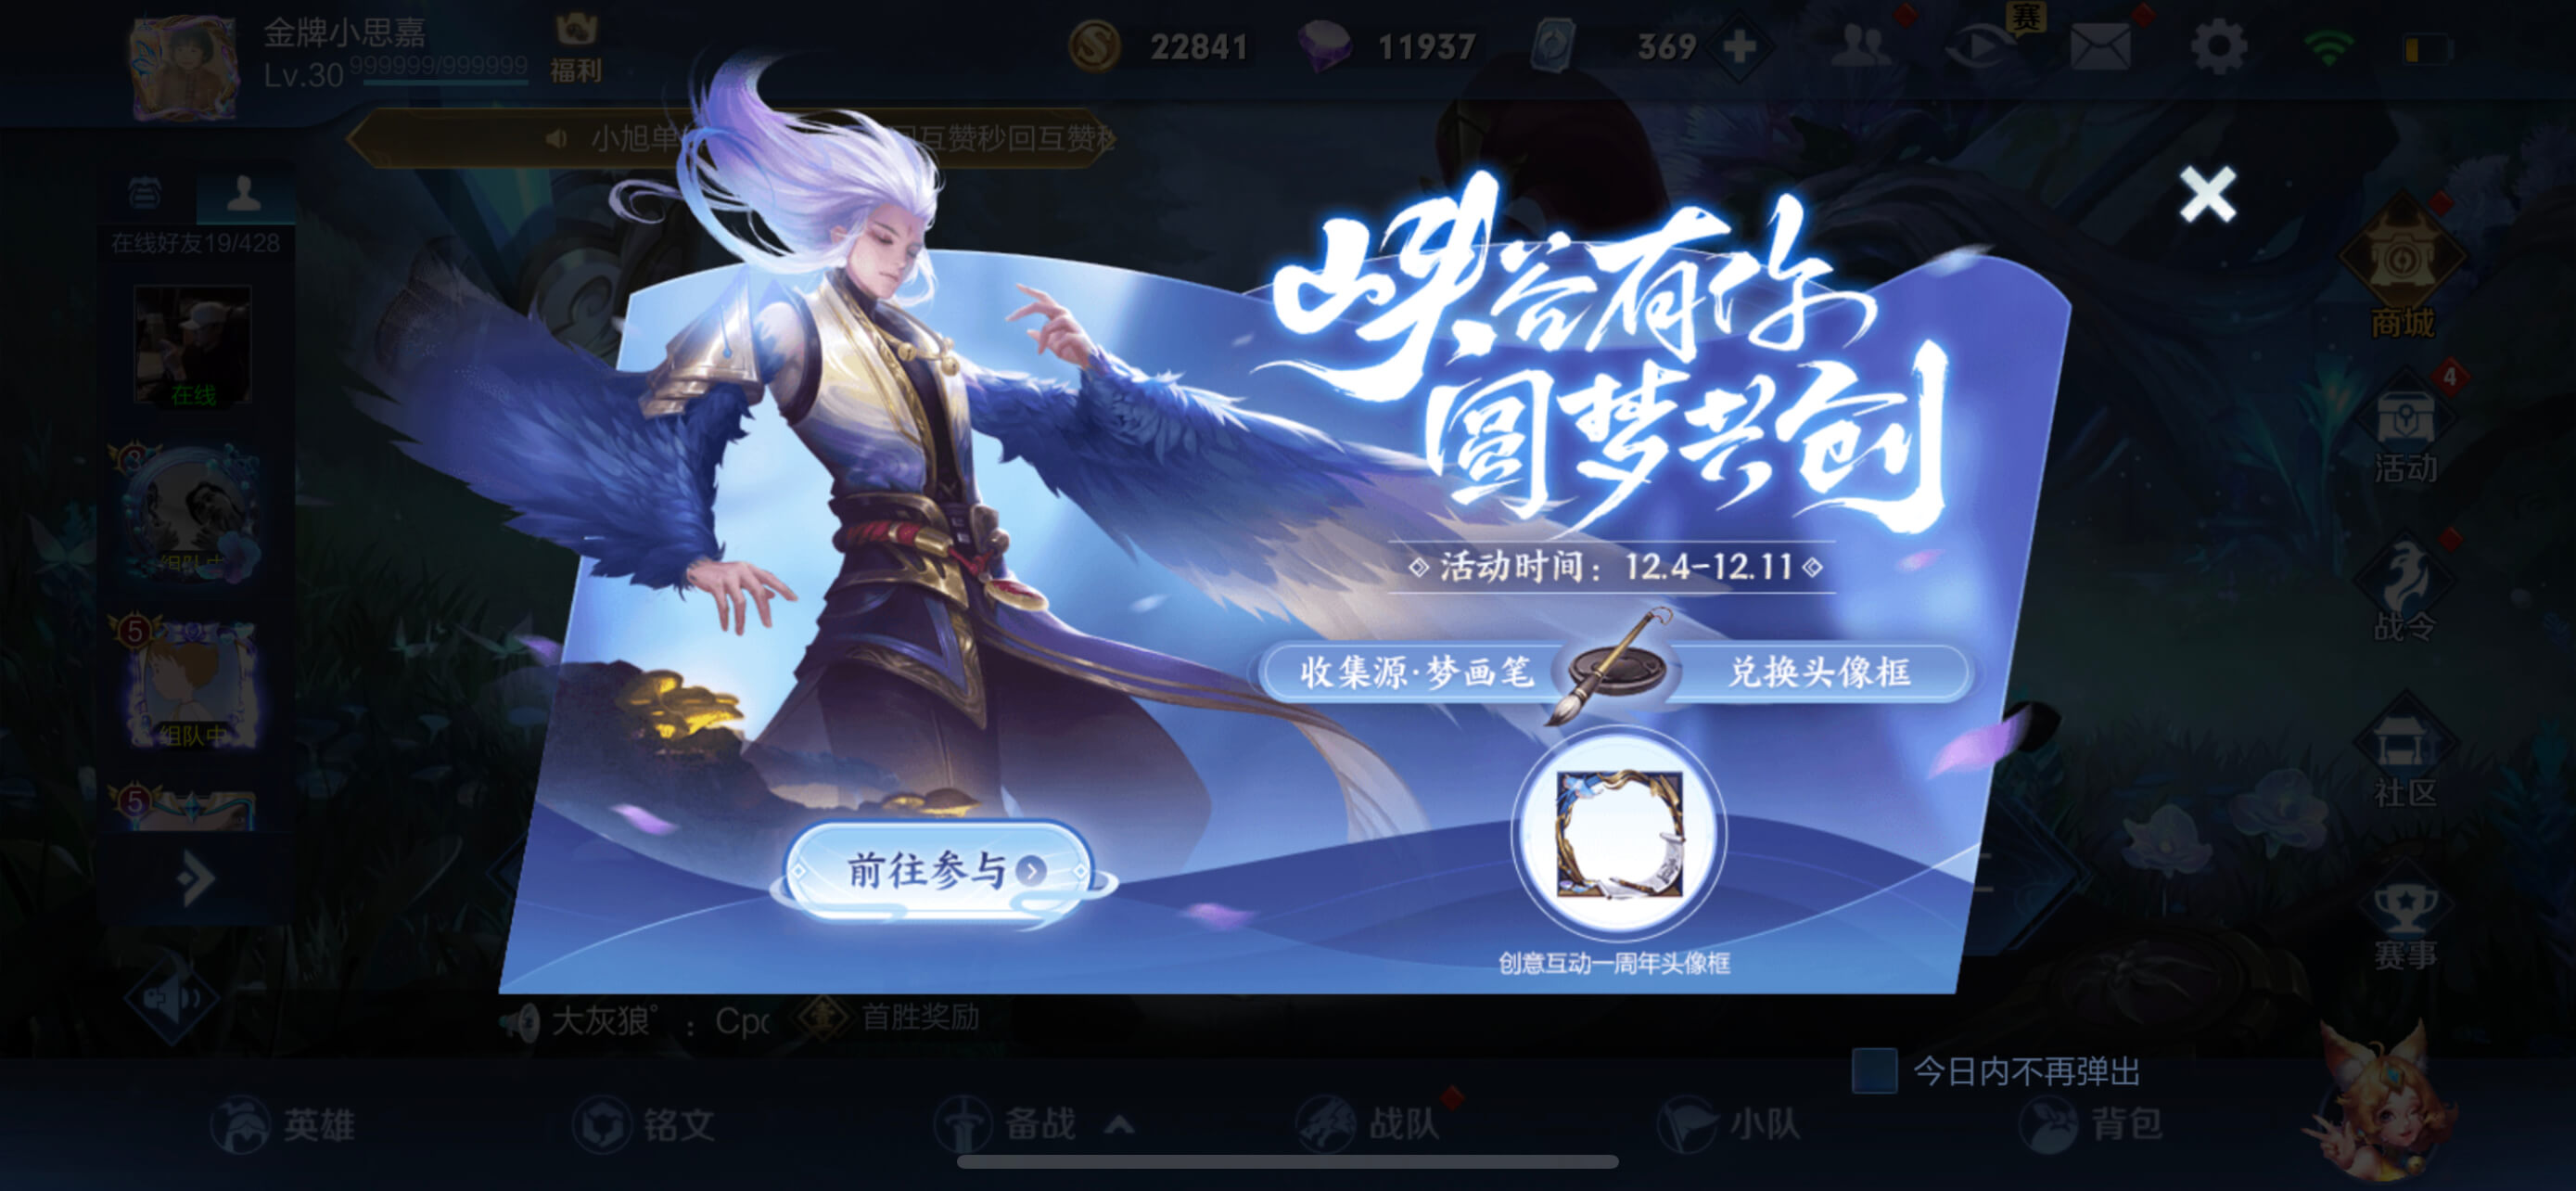 金牌小思嘉
Lv.30 999999/999999
福利
22841
11937
369
赛
小旭单
互赞秒回互赞秒
在线好友19/428
在线
3
组队中
5
组队中
5
峡谷有你
圆梦共创
活动时间：12.4-12.11
收集源·梦画笔
兑换头像框
创意互动一周年头像框
前往参与
商城
4
活动
战令
社区
赛事
大灰狼°：Cpd
壹
首胜奖励
今日内不再弹出
英雄
铭文
备战
战队
小队
背包